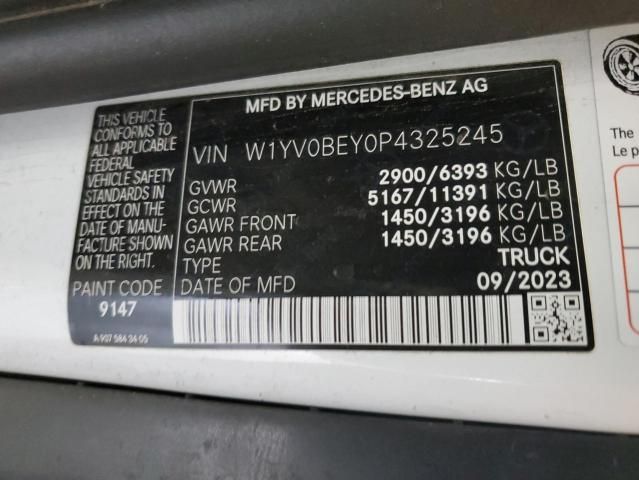 MFD BY MERCEDES-BENZ AG
THIS VEHICLE
CONFORMS TO
ALL APPLICABLE
FEDERAL
VEHICLE SAFETY
STANDARDS IN
EFFECT ON THE
DATE OF MANU-
FACTURE SHOWN
ON THE RIGHT.
PAINT CODE
9147
A 907 584 34 05
VIN W1YV0BEY0P4325245
GVWR 2900/6393 KG/LB
GCWR 5167/11391 KG/LB
GAWR FRONT 1450/3196 KG/LB
GAWR REAR 1450/3196 KG/LB
TYPE TRUCK
DATE OF MFD 09/2023
The
Le p